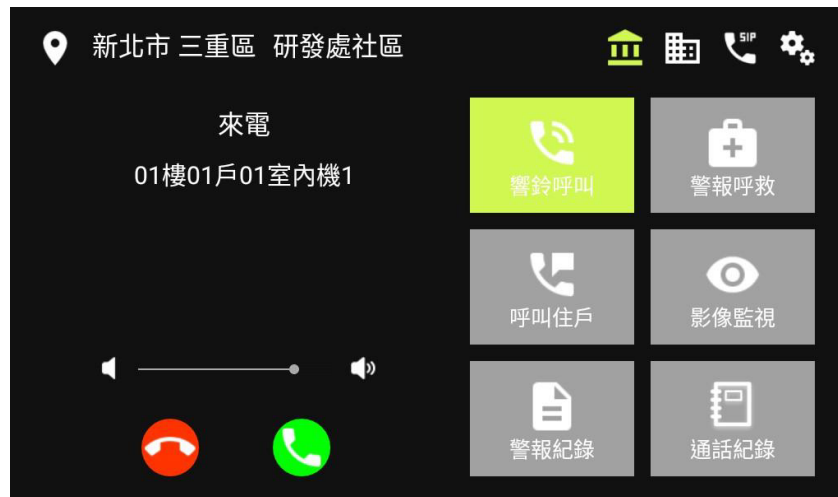 新北市 三重區 研發處社區
SIP
來電
01樓01戶01室內機1
響鈴呼叫
警報呼救
呼叫住戶
影像監視
警報紀錄
通話紀錄